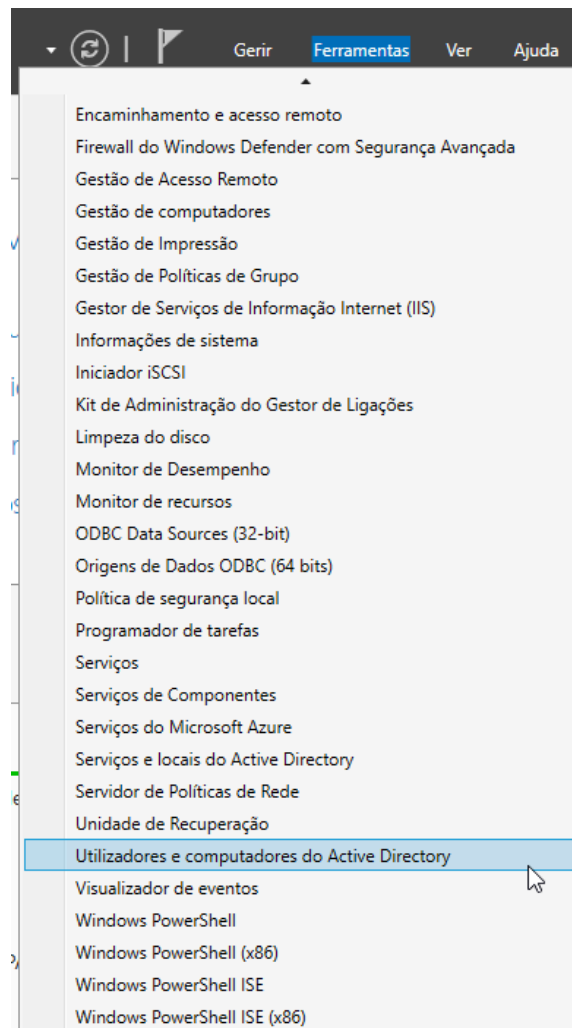 Gerir Ferramentas Ver Ajuda
Encaminhamento e acesso remoto
Firewall do Windows Defender com Segurança Avançada
Gestão de Acesso Remoto
Gestão de computadores
Gestão de Impressão
Gestão de Políticas de Grupo
Gestor de Serviços de Informação Internet (IIS)
Informações de sistema
Iniciador iSCSI
Kit de Administração do Gestor de Ligações
Limpeza do disco
Monitor de Desempenho
Monitor de recursos
ODBC Data Sources (32-bit)
Origens de Dados ODBC (64 bits)
Política de segurança local
Programador de tarefas
Serviços
Serviços de Componentes
Serviços do Microsoft Azure
Serviços e locais do Active Directory
Servidor de Políticas de Rede
Unidade de Recuperação
Utilizadores e computadores do Active Directory
Visualizador de eventos
Windows PowerShell
Windows PowerShell (x86)
Windows PowerShell ISE
Windows PowerShell ISE (x86)